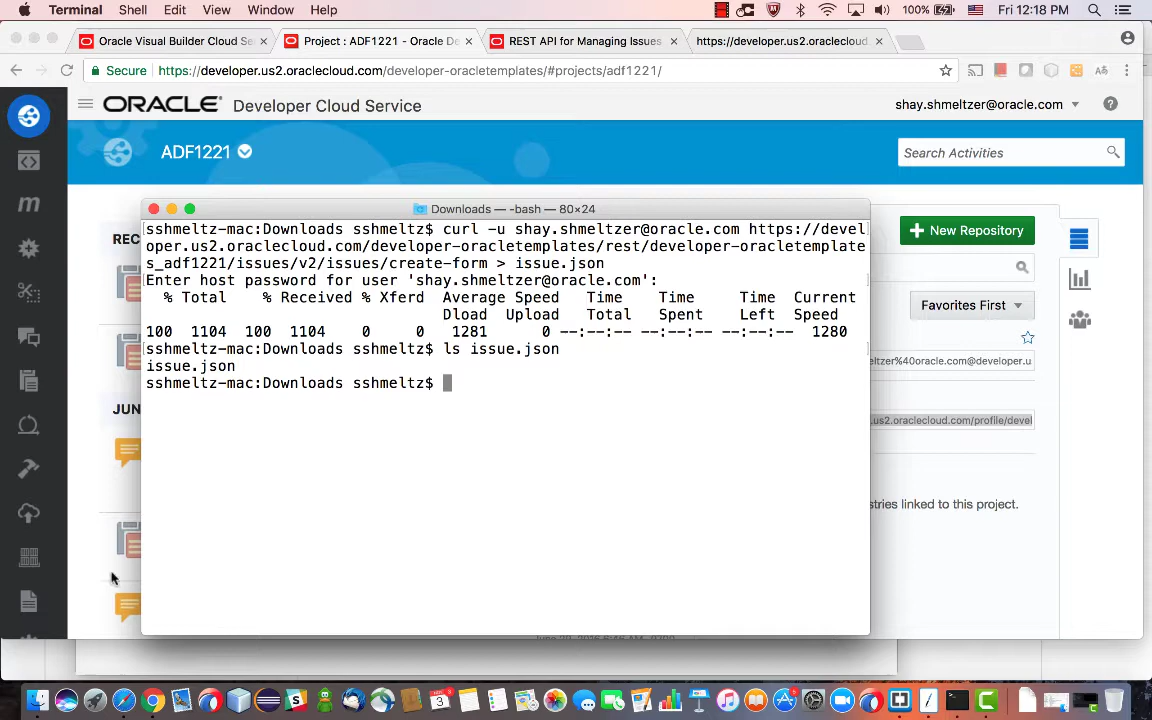 Terminal Shell Edit View Window Help 100% Fri 12:18 PM
Oracle Visual Builder Cloud Se × Project : ADF1221 - Oracle De × REST API for Managing Issues × https://developer.us2.oraclecloud. ×
Secure https://developer.us2.oraclecloud.com/developer-oracletemplates/#projects/adf1221/
ORACLE Developer Cloud Service shay.shmeltzer@oracle.com
ADF1221 Search Activities
Downloads — -bash — 80×24
sshmeltz-mac:Downloads sshmeltz$ curl -u shay.shmeltzer@oracle.com https://devel
oper.us2.oraclecloud.com/developer-oracletemplates/rest/developer-oracletemplate
s_adf1221/issues/v2/issues/create-form > issue.json
Enter host password for user 'shay.shmeltzer@oracle.com':
% Total % Received % Xferd Average Speed Time Time Time Current
Dload Upload Total Spent Left Speed
100 1104 100 1104 0 0 1281 0 --:--:-- --:--:-- --:--:-- 1280
sshmeltz-mac:Downloads sshmeltz$ ls issue.json
issue.json
sshmeltz-mac:Downloads sshmeltz$
REC
JUN
+ New Repository
Favorites First
eltzer%40oracle.com@developer.u
.us2.oraclecloud.com/profile/devel
stries linked to this project.